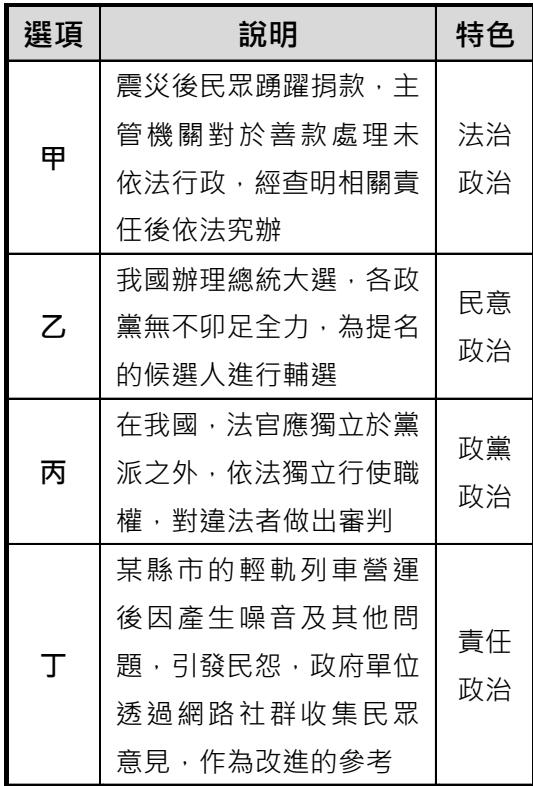 選項 說明 特色
甲
震災後民眾踴躍捐款，主
管機關對於善款處理未
依法行政，經查明相關責
任後依法究辦
法治
政治
乙
我國辦理總統大選，各政
黨無不卯足全力，為提名
的候選人進行輔選
民意
政治
丙
在我國，法官應獨立於黨
派之外，依法獨立行使職
權，對違法者做出審判
政黨
政治
丁
某縣市的輕軌列車營運
後因產生噪音及其他問
題，引發民怨，政府單位
透過網路社群收集民眾
意見，作為改進的參考
責任
政治